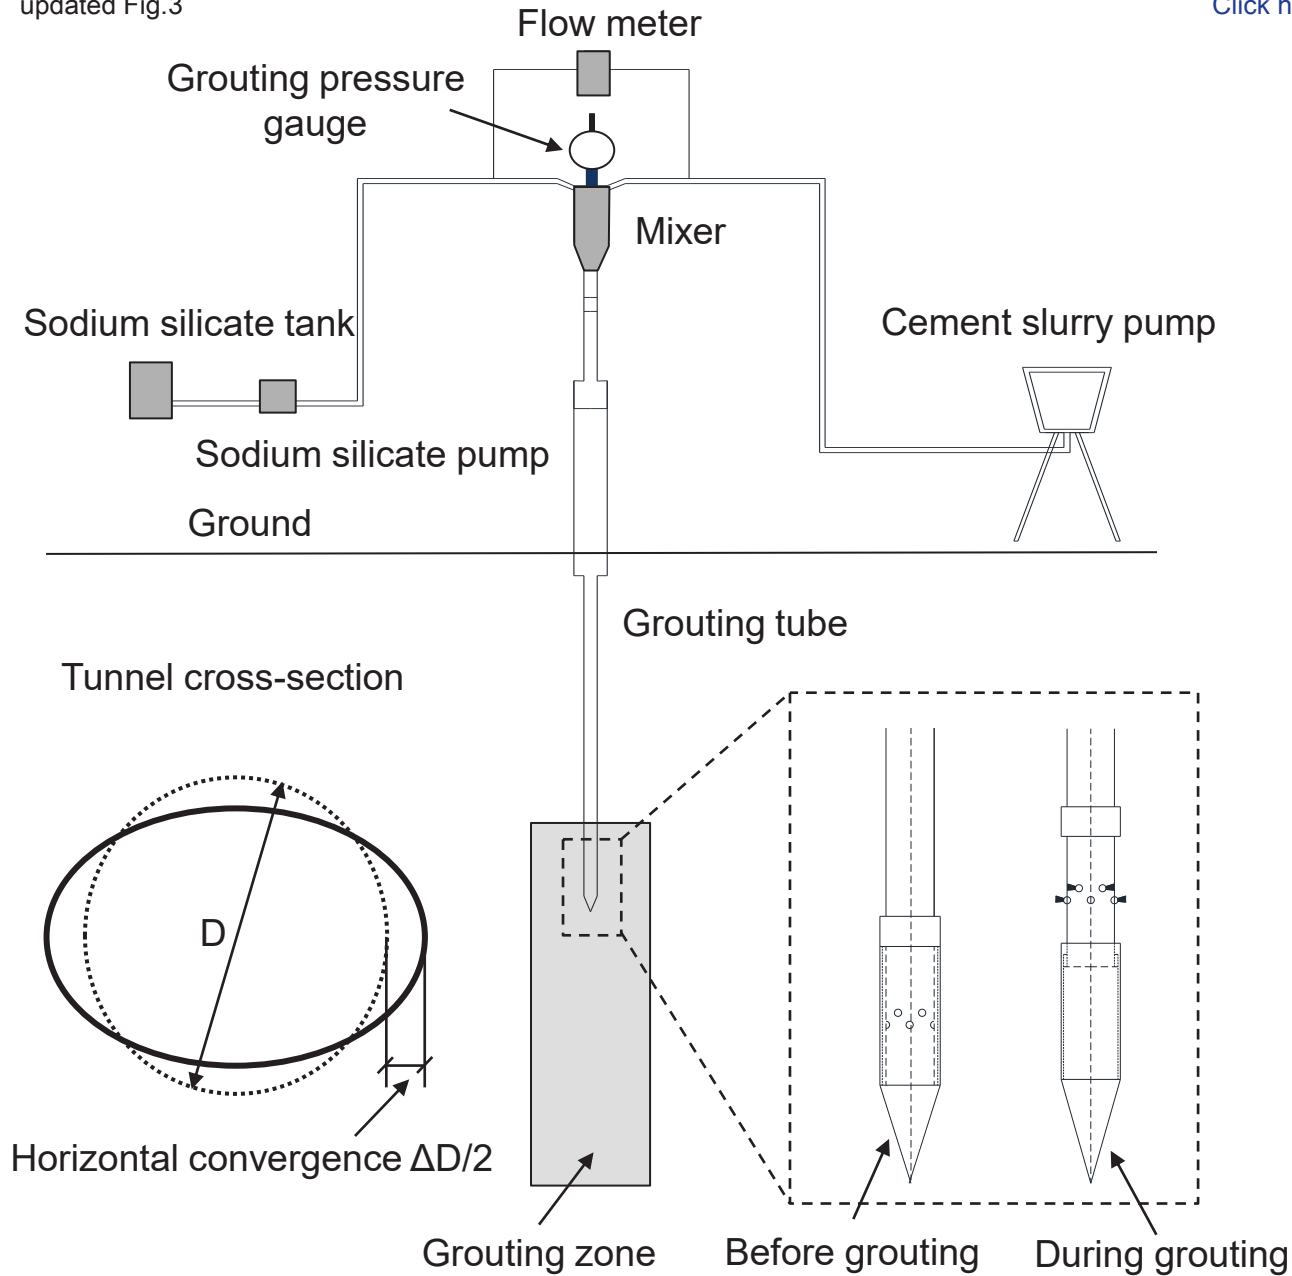 updated Fig.3
Click h
Flow meter
Grouting pressure
gauge
Mixer
Sodium silicate tank
Cement slurry pump
Sodium silicate pump
Ground
Grouting tube
Tunnel cross-section
D
Horizontal convergence ΔD/2
Grouting zone
Before grouting
During grouting